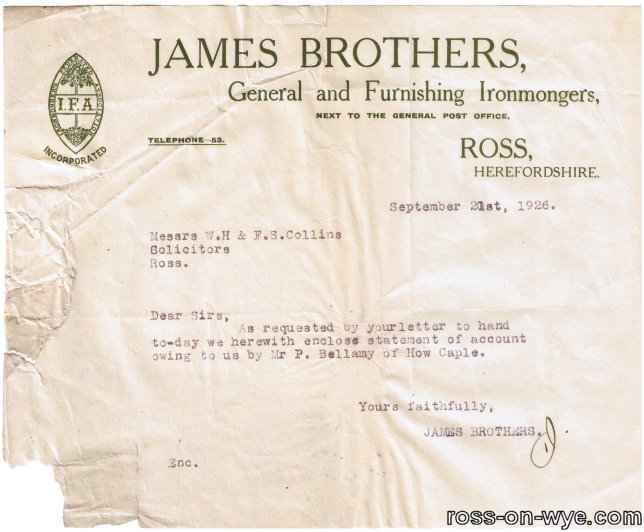 JAMES BROTHERS,
General and Furnishing Ironmongers,
NEXT TO THE GENERAL POST OFFICE,
I.F.A.
INCORPORATED
TELEPHONE 53.
ROSS,
HEREFORDSHIRE.
September 21st, 1926.
Messrs W.H & F.S.Collins
Solicitors
Ross.
Dear Sirs,
As requested by yourletter to hand
to-day we herewith enclose statement of account
owing to us by Mr P. Bellamy of How Caple.
Yours faithfully,
JAMES BROTHERS.
Enc.
ross-on-wye.com